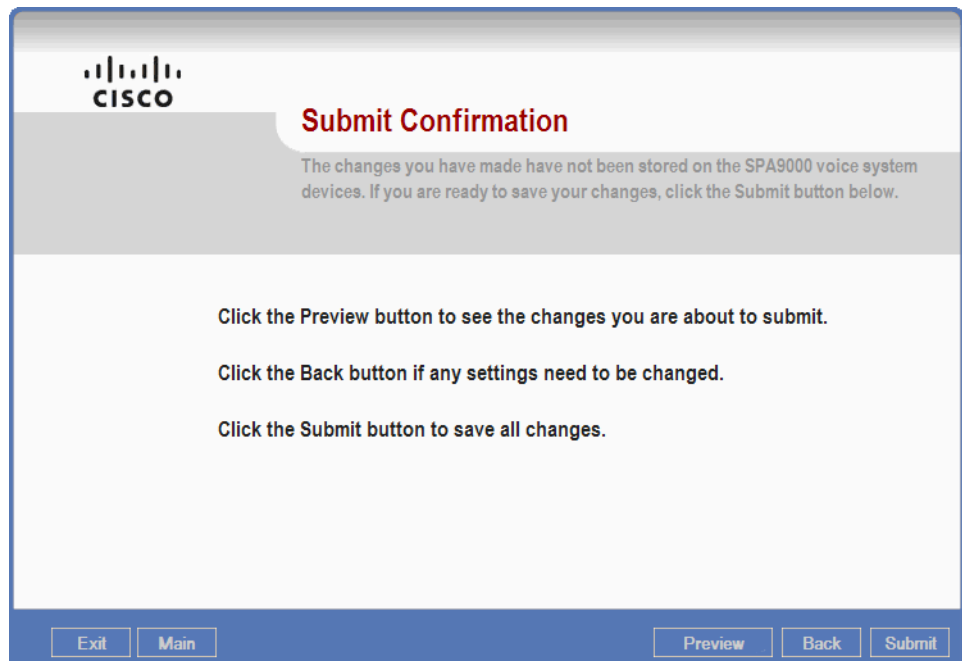 CISCO
Submit Confirmation
The changes you have made have not been stored on the SPA9000 voice system
devices. If you are ready to save your changes, click the Submit button below.
Click the Preview button to see the changes you are about to submit.
Click the Back button if any settings need to be changed.
Click the Submit button to save all changes.
Exit Main Preview Back Submit